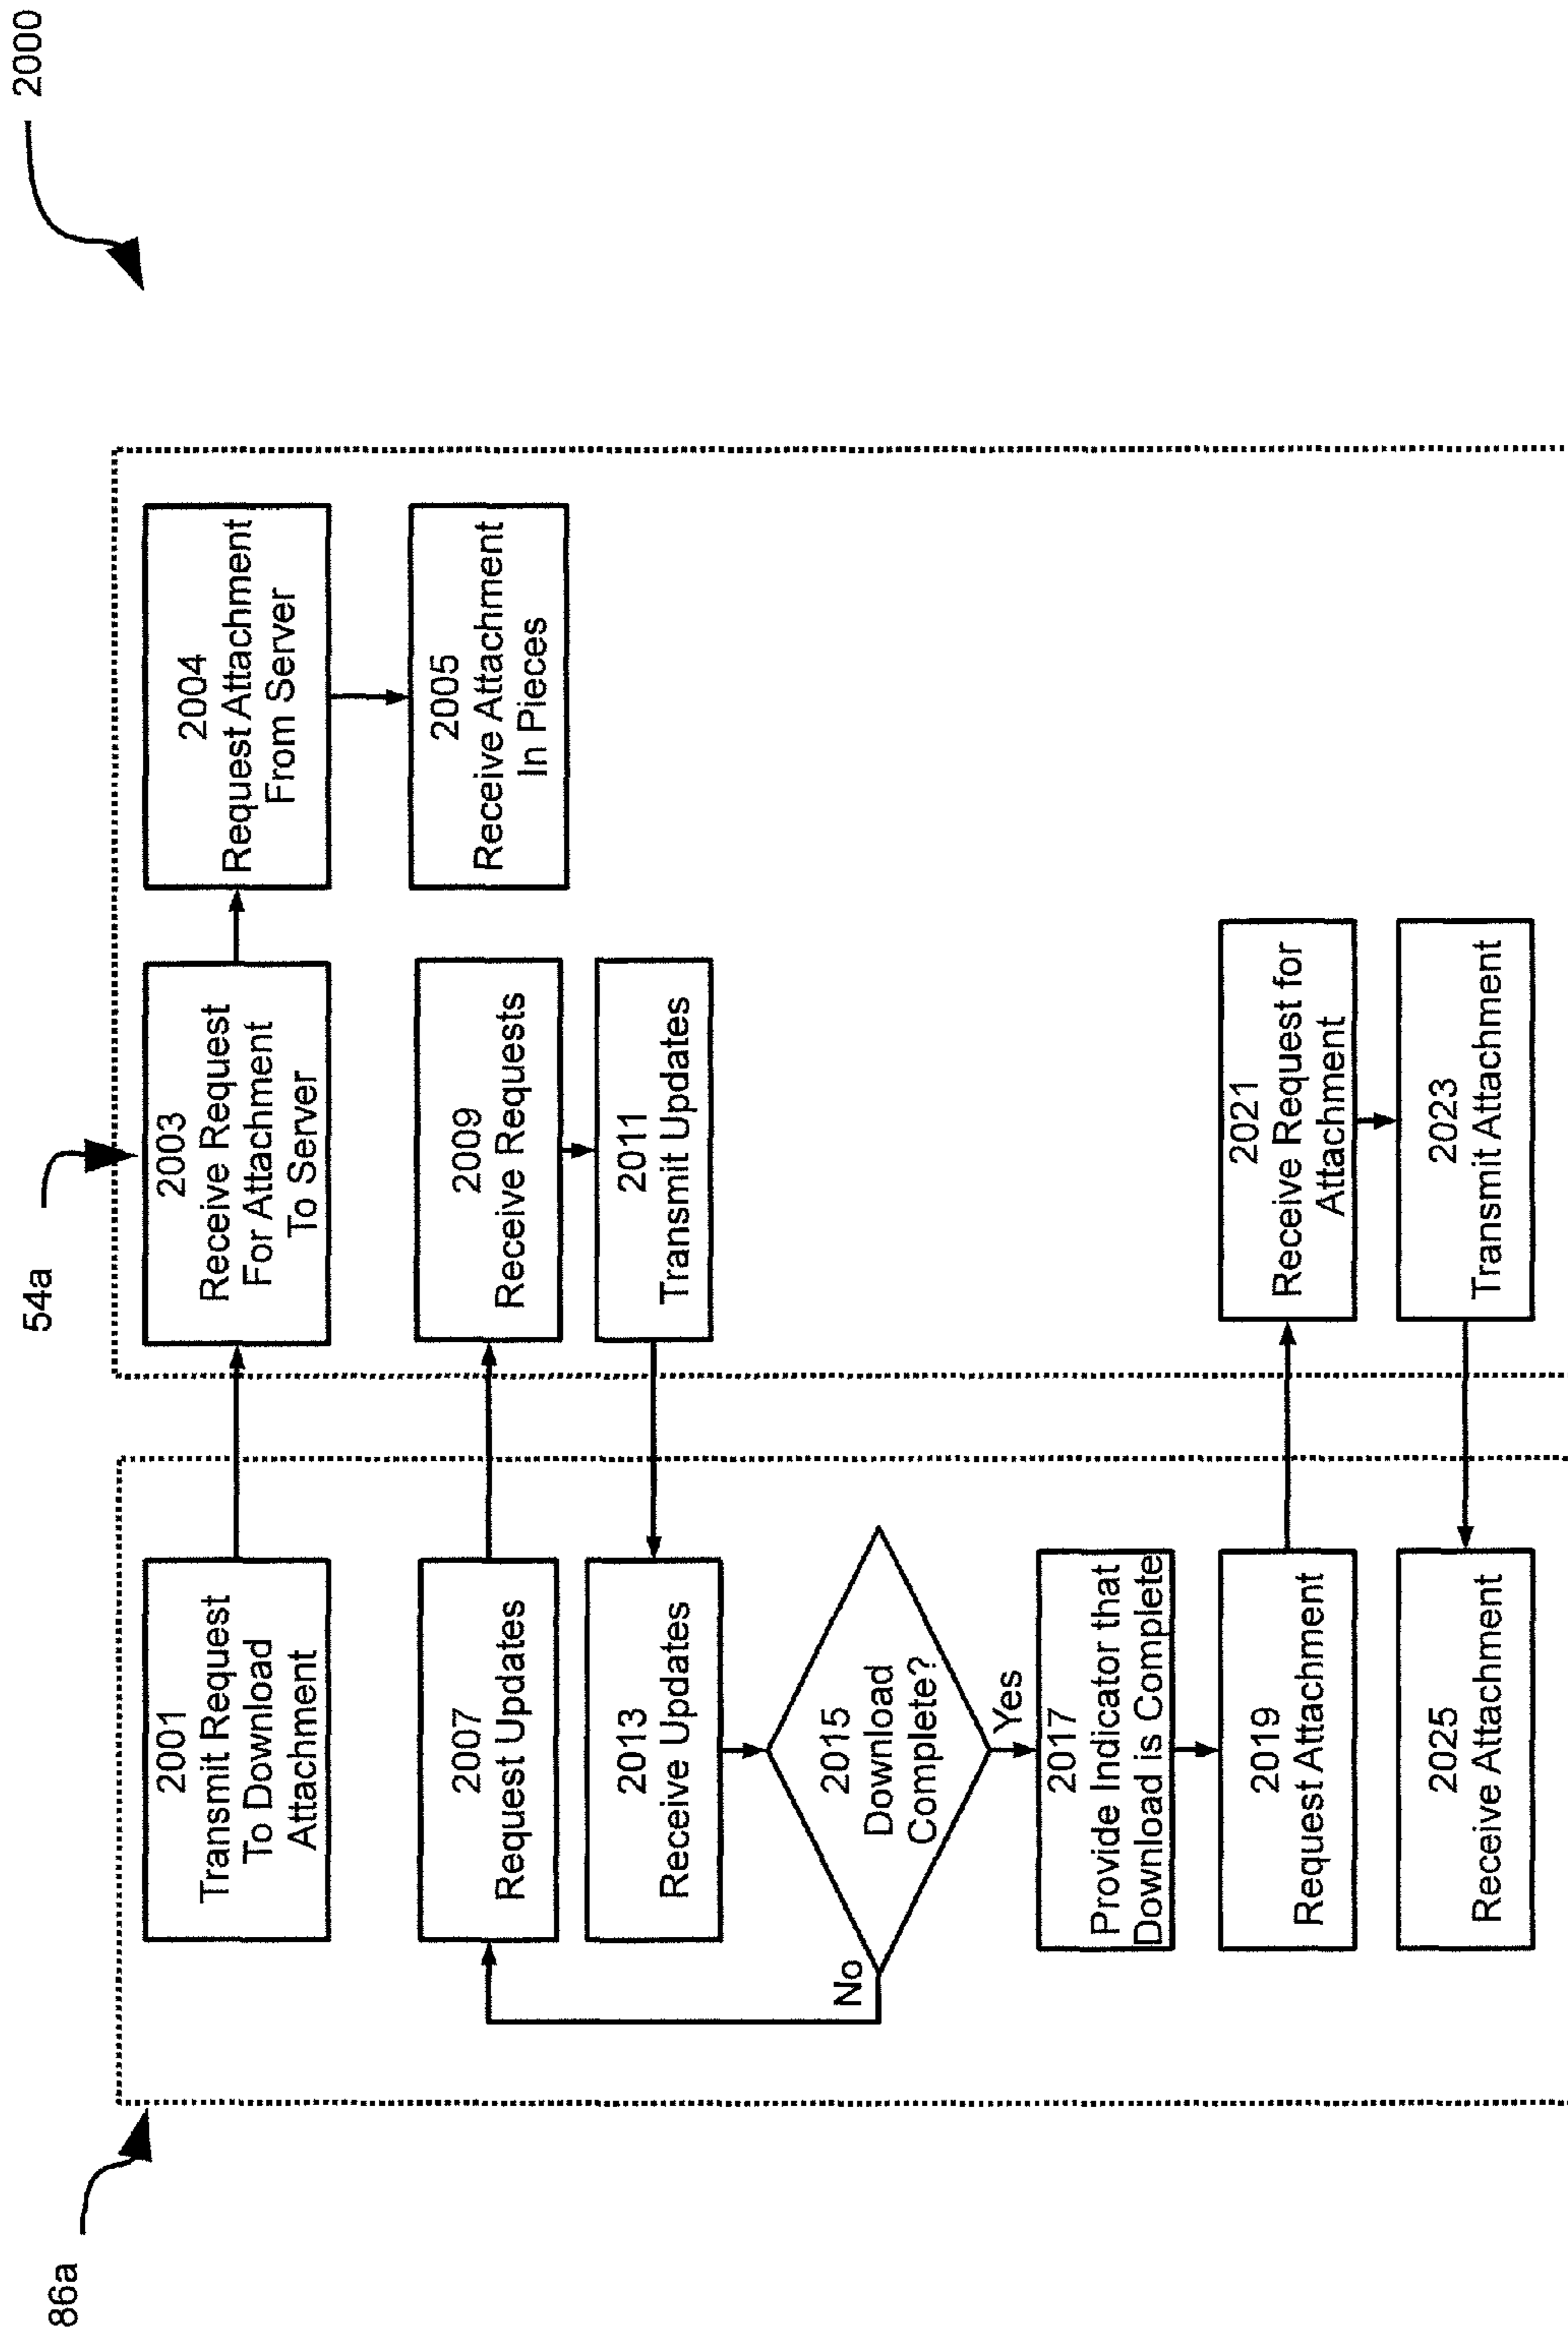 2000
54a
86a
2001
Transmit Request
To Download
Attachment
2003
Receive Request
For Attachment
To Server
2004
Request Attachment
From Server
2005
Receive Attachment
In Pieces
2007
Request Updates
2009
Receive Requests
2011
Transmit Updates
2013
Receive Updates
2015
Download
Complete?
No
Yes
2017
Provide Indicator that
Download is Complete
2019
Request Attachment
2021
Receive Request for
Attachment
2023
Transmit Attachment
2025
Receive Attachment